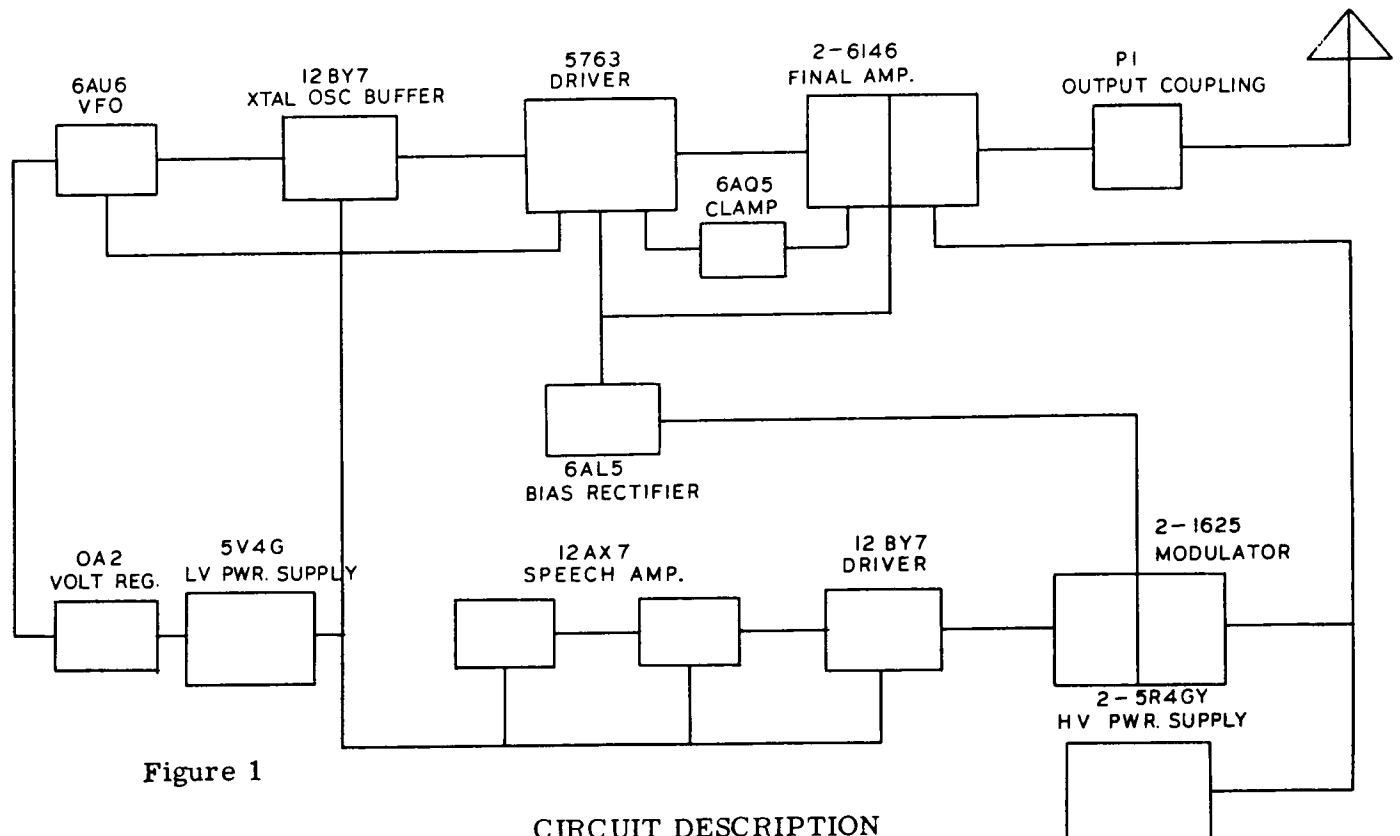 6AU6
VFO
12BY7
XTAL OSC BUFFER
5763
DRIVER
2-6146
FINAL AMP.
PI
OUTPUT COUPLING
6AQ5
CLAMP
6AL5
BIAS RECTIFIER
OA2
VOLT REG.
5V4G
LV PWR. SUPPLY
12AX7
SPEECH AMP.
12 BY7
DRIVER
2-1625
MODULATOR
2-5R4GY
HV PWR. SUPPLY
Figure 1
CIRCUIT DESCRIPTION